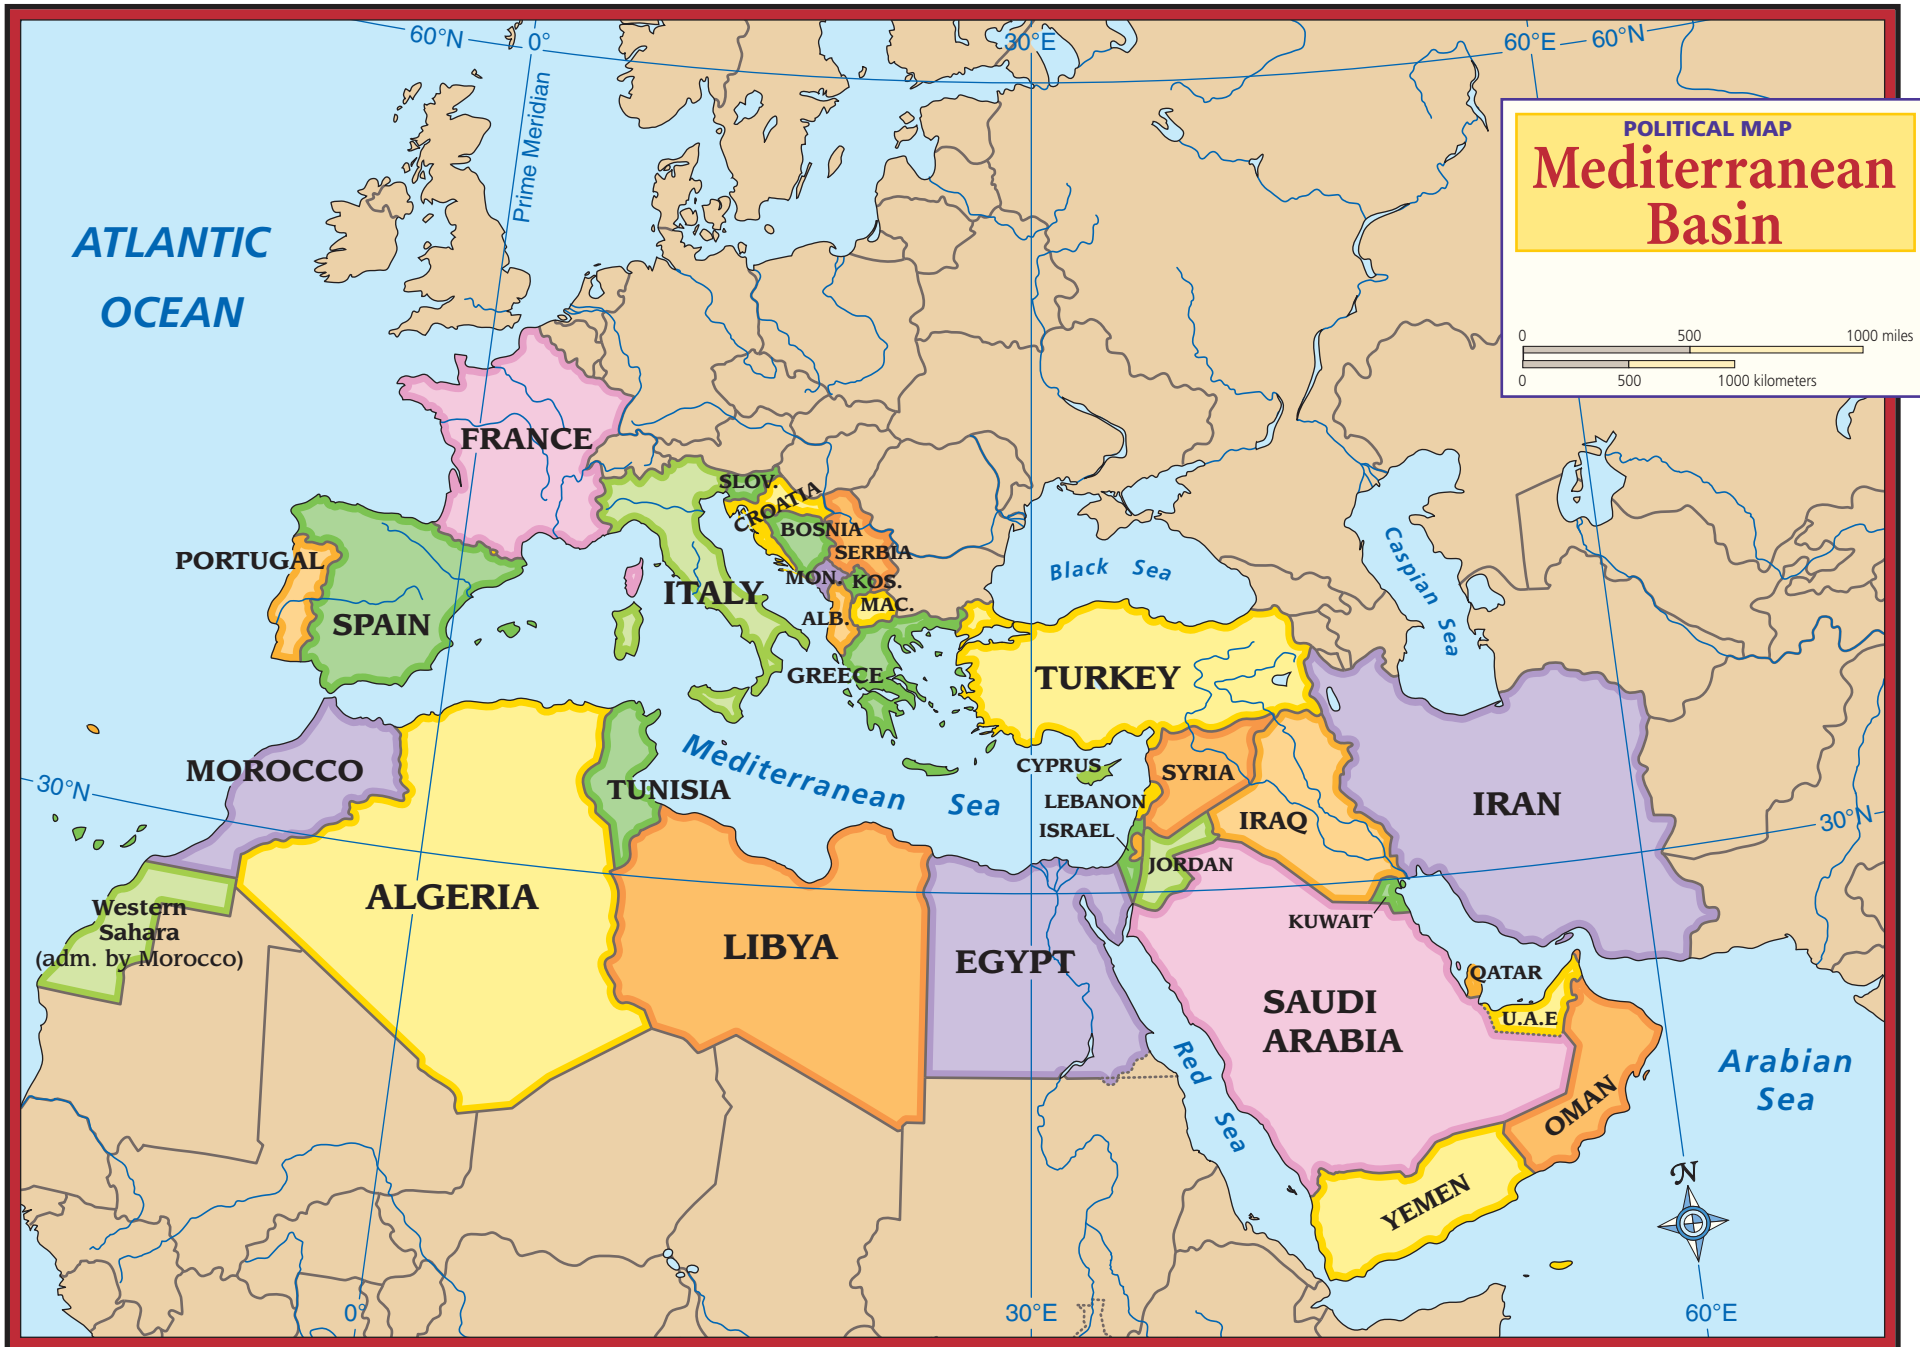 60°N
0°
30°E
60°E
60°N
Prime Meridian
POLITICAL MAP
Mediterranean
Basin
0 500 1000 miles
0 500 1000 kilometers
ATLANTIC
OCEAN
FRANCE
SLOV.
CROATIA
BOSNIA
SERBIA
PORTUGAL
SPAIN
ITALY
MON.
KOS.
MAC.
ALB.
GREECE
Black Sea
Caspian Sea
TURKEY
MOROCCO
TUNISIA
Mediterranean Sea
CYPRUS
SYRIA
LEBANON
ISRAEL
IRAQ
IRAN
JORDAN
30°N
30°N
ALGERIA
LIBYA
EGYPT
KUWAIT
Western
Sahara
(adm. by Morocco)
QATAR
U.A.E
SAUDI
ARABIA
Red Sea
OMAN
YEMEN
Arabian
Sea
N
0°
30°E
60°E